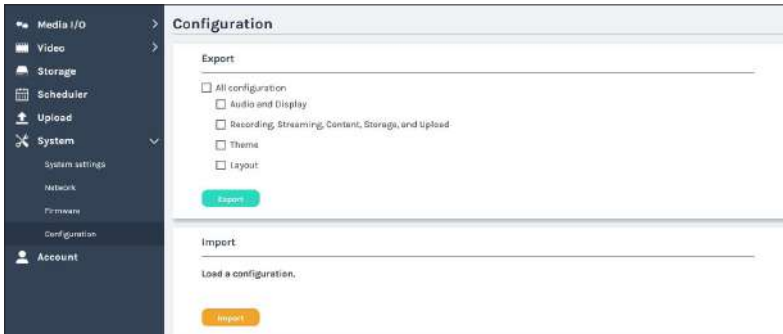 Media I/O
Video
Storage
Scheduler
Upload
System
System settings
Network
Firmware
Configuration
Account
Configuration
Export
All configuration
Audio and Display
Recording, Streaming, Content, Storage, and Upload
Theme
Layout
Export
Import
Load a configuration.
Import